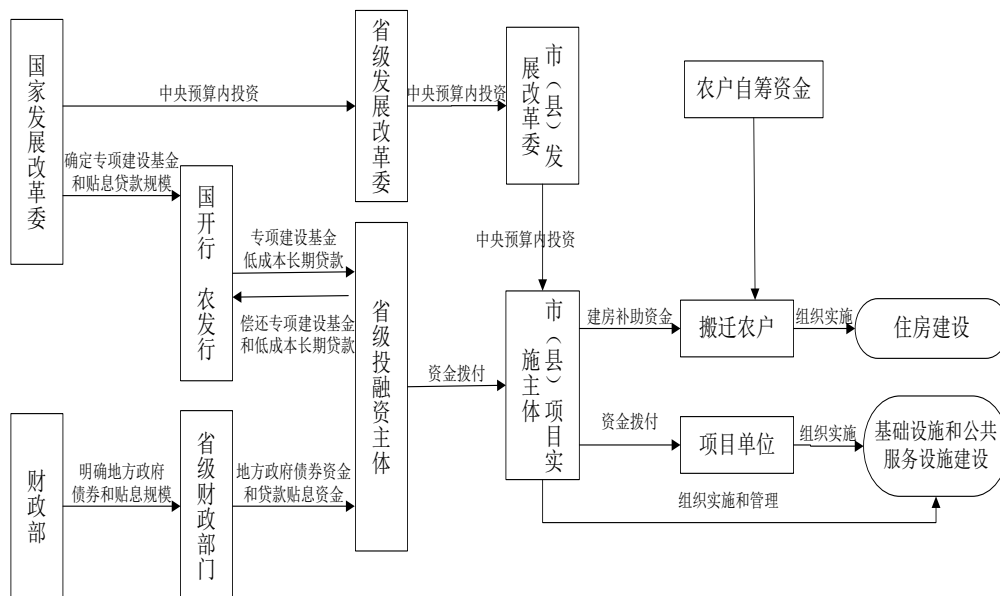 国家发展改革委
中央预算内投资
省级发展改革委
中央预算内投资
市（县）发
展改革委
农户自筹资金
确定专项建设基金
和贴息贷款规模
国开行 农发行
专项建设基金
低成本长期贷款
偿还专项建设基金
和低成本长期贷款
省级投融资主体
中央预算内投资
资金拨付
市（县）项目实
施主体
建房补助资金
搬迁农户
组织实施
住房建设
资金拨付
项目单位
组织实施
基础设施和公共
服务设施建设
组织实施和管理
财政部
明确地方政府
债券和贴息规模
省级财政部门
地方政府债券资金
和贷款贴息资金